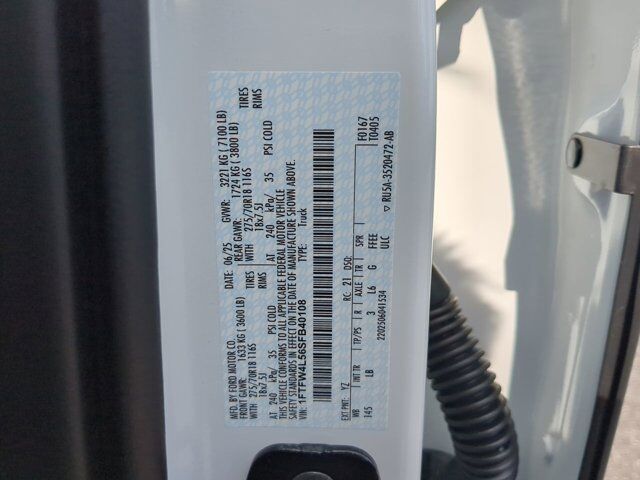 MFD. BY FORD MOTOR CO.
DATE: 06/25 GVWR: 3221 KG ( 7100 LB)
FRONT GAWR: 1633 KG ( 3600 LB) REAR GAWR: 1724 KG ( 3800 LB)
WITH 275/70R18 116S TIRES WITH 275/70R18 116S TIRES
18x7.5J RIMS 18x7.5J RIMS
AT 240 kPa/ 35 PSI COLD AT 240 kPa/ 35 PSI COLD
THIS VEHICLE CONFORMS TO ALL APPLICABLE FEDERAL MOTOR VEHICLE
SAFETY STANDARDS IN EFFECT ON THE DATE OF MANUFACTURE SHOWN ABOVE.
VIN: 1FTFW4L56SFB40108 TYPE: Truck
EXT PNT: YZ RC: 21 DSO: F0167
T0405
WB INT TR TP/PS R AXLE TR SPR
145 LB 3 L6 G FFEE
ULC
2202506041534 ▽ RU5A-3520472-AB